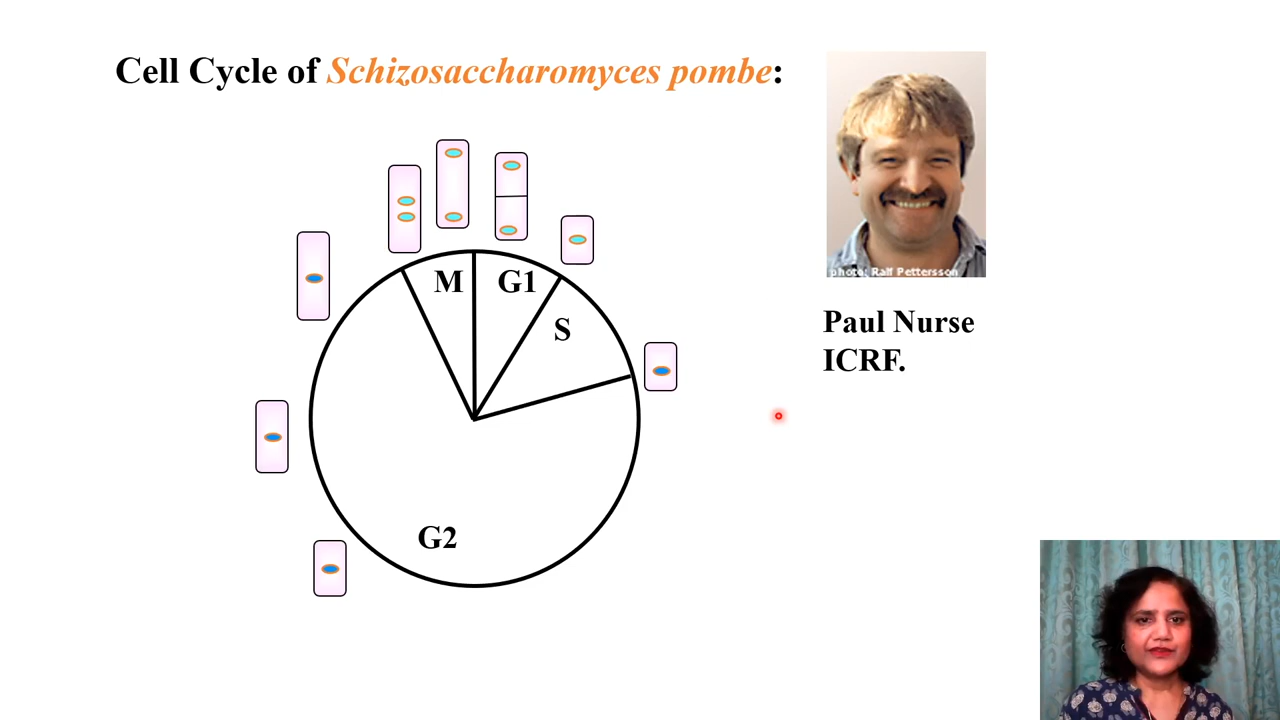 Cell Cycle of Schizosaccharomyces pombe:
photo: Ralf Pettersson
Paul Nurse
ICRF.
M
G1
S
G2